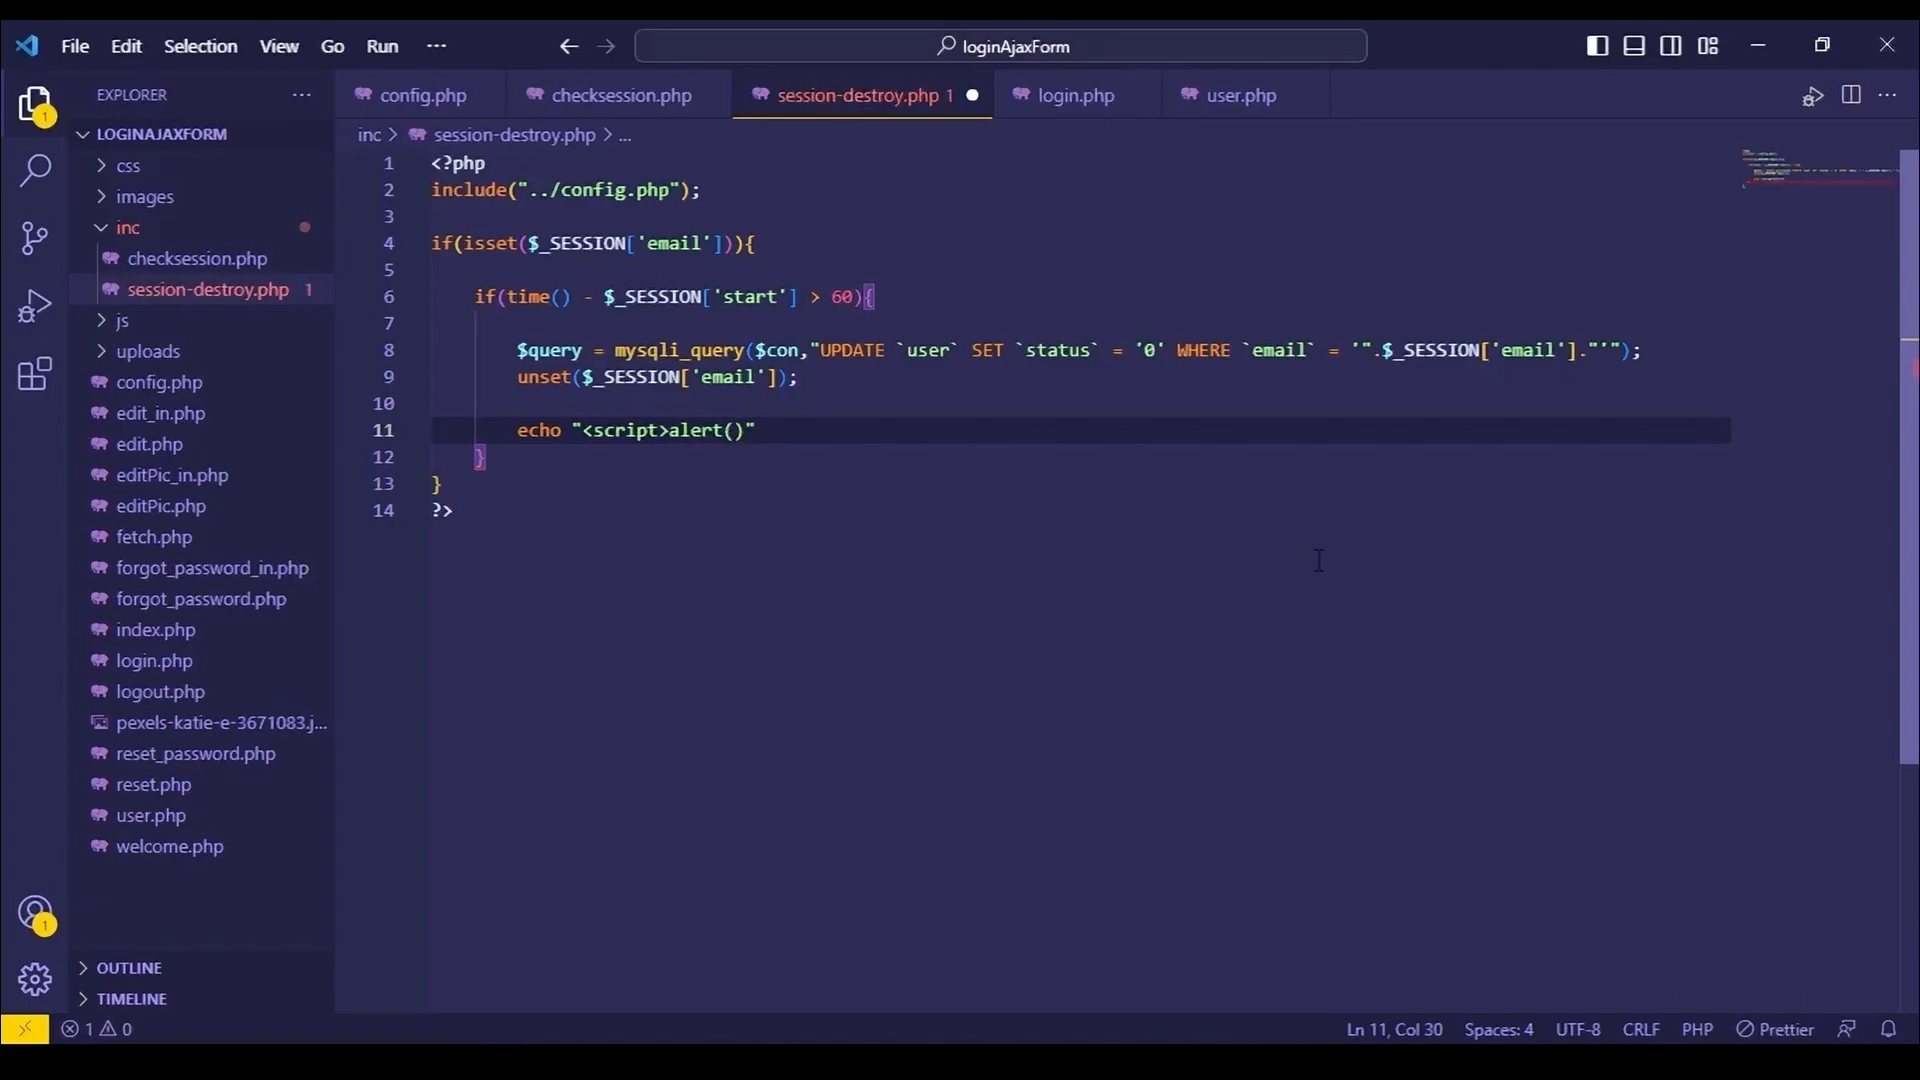 File Edit Selection View Go Run ...
loginAjaxForm
EXPLORER ...
1
LOGINAJAXFORM
css
images
inc
checksession.php
session-destroy.php 1
js
uploads
config.php
edit_in.php
edit.php
editPic_in.php
editPic.php
fetch.php
forgot_password_in.php
forgot_password.php
index.php
login.php
logout.php
pexels-katie-e-3671083.j...
reset_password.php
reset.php
user.php
welcome.php
1
OUTLINE
TIMELINE
config.php checksession.php session-destroy.php 1 login.php user.php
inc > session-destroy.php > ...
1 <?php
2 include("../config.php");
3
4 if(isset($_SESSION['email'])){
5
6 if(time() - $_SESSION['start'] > 60){
7
8 $query = mysqli_query($con,"UPDATE `user` SET `status` = '0' WHERE `email` = '".$_SESSION['email']."'");
9 unset($_SESSION['email']);
10
11 echo "<script>alert()"
12 }
13 }
14 ?>
1 0 Ln 11, Col 30 Spaces: 4 UTF-8 CRLF PHP Prettier